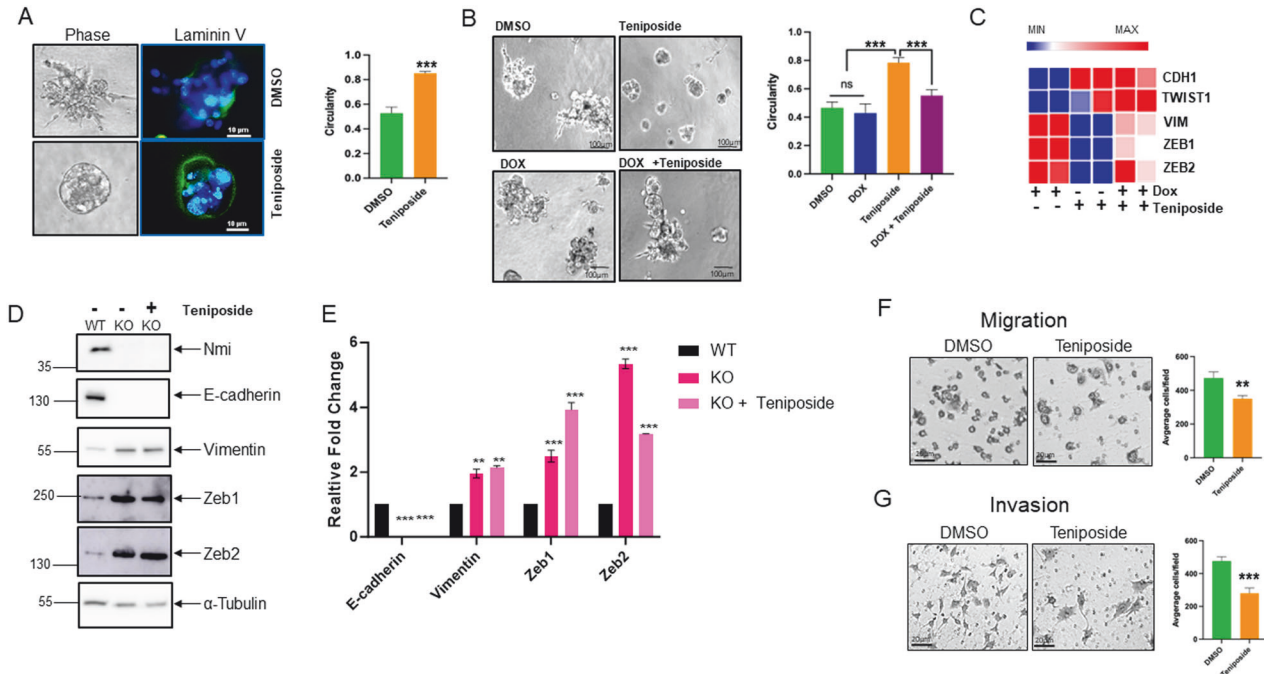 A
Phase
Laminin V
DMSO
10 µm
Teniposide
10 µm
Circularity
1.0
0.8
0.6
0.4
0.2
0.0
***
DMSO
Teniposide
B
DMSO
Teniposide
100µm
100µm
DOX
DOX +Teniposide
100µm
100µm
Circularity
1.0
0.8
0.6
0.4
0.2
0.0
ns
***
***
DMSO
DOX
Teniposide
DOX + Teniposide
C
MIN
MAX
CDH1
TWIST1
VIM
ZEB1
ZEB2
+ + - - + + Dox
- - + + + + Teniposide
D
- - + Teniposide
WT KO KO
Nmi
35
E-cadherin
130
Vimentin
55
Zeb1
250
Zeb2
130
α-Tubulin
55
E
Realtive Fold Change
8
6
4
2
0
*** ***
** **
*** ***
*** ***
E-cadherin
Vimentin
Zeb1
Zeb2
WT
KO
KO + Teniposide
F
Migration
DMSO
Teniposide
20µm
20µm
Avgerage cells/field
600
400
200
0
**
DMSO
Teniposide
G
Invasion
DMSO
Teniposide
20µm
20µm
Avgerage cells/field
600
400
200
0
***
DMSO
Teniposide